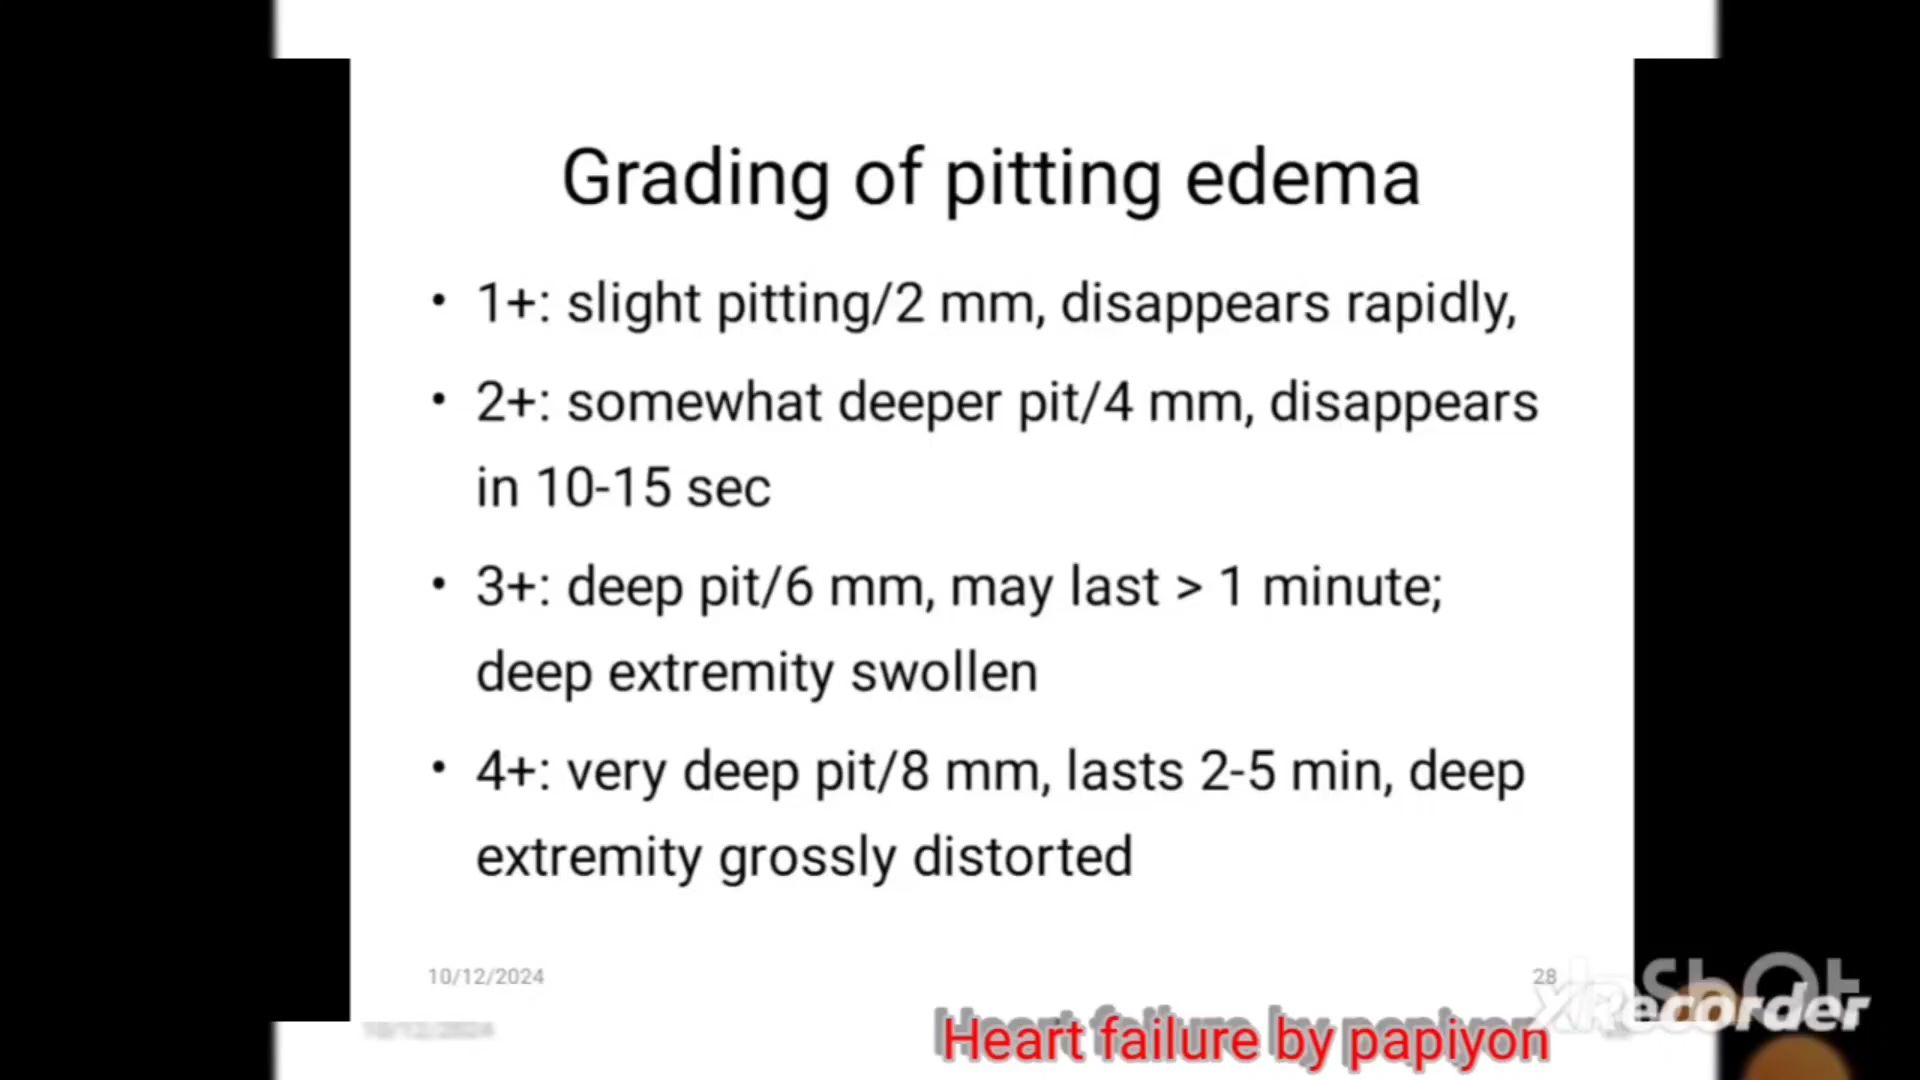 Grading of pitting edema
• 1+: slight pitting/2 mm, disappears rapidly,
• 2+: somewhat deeper pit/4 mm, disappears
in 10-15 sec
• 3+: deep pit/6 mm, may last > 1 minute;
deep extremity swollen
• 4+: very deep pit/8 mm, lasts 2-5 min, deep
extremity grossly distorted
10/12/2024
28
10/12/2024
Heart failure by papiyon
XRecorder